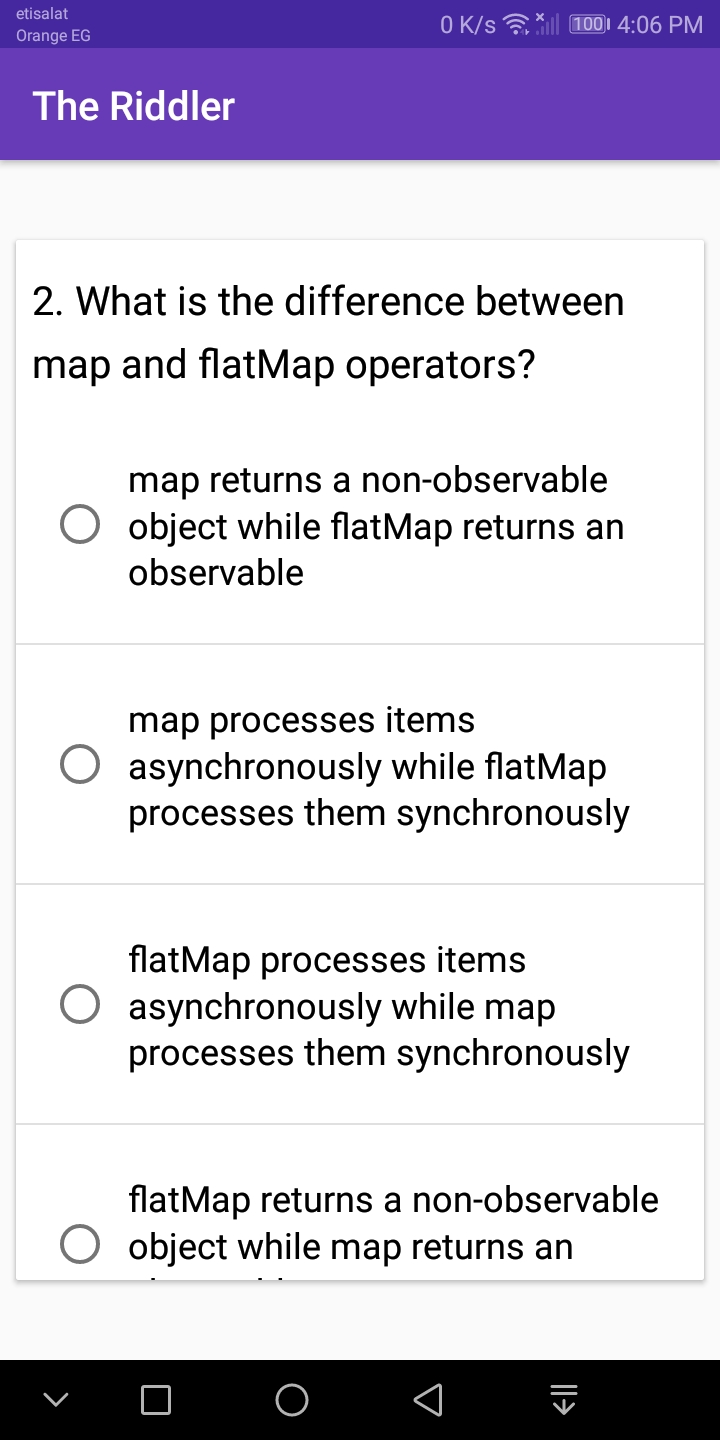 etisalat
Orange EG
0 K/s 100 4:06 PM
The Riddler
2. What is the difference between
map and flatMap operators?
map returns a non-observable
object while flatMap returns an
observable
map processes items
asynchronously while flatMap
processes them synchronously
flatMap processes items
asynchronously while map
processes them synchronously
flatMap returns a non-observable
object while map returns an